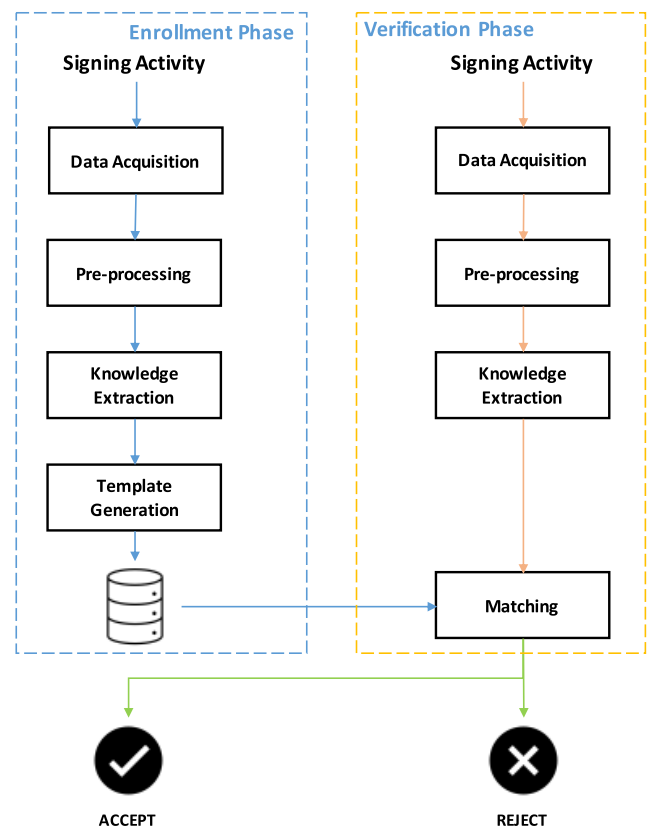 Enrollment Phase
Signing Activity
Data Acquisition
Pre-processing
Knowledge
Extraction
Template
Generation
Verification Phase
Signing Activity
Data Acquisition
Pre-processing
Knowledge
Extraction
Matching
ACCEPT
REJECT